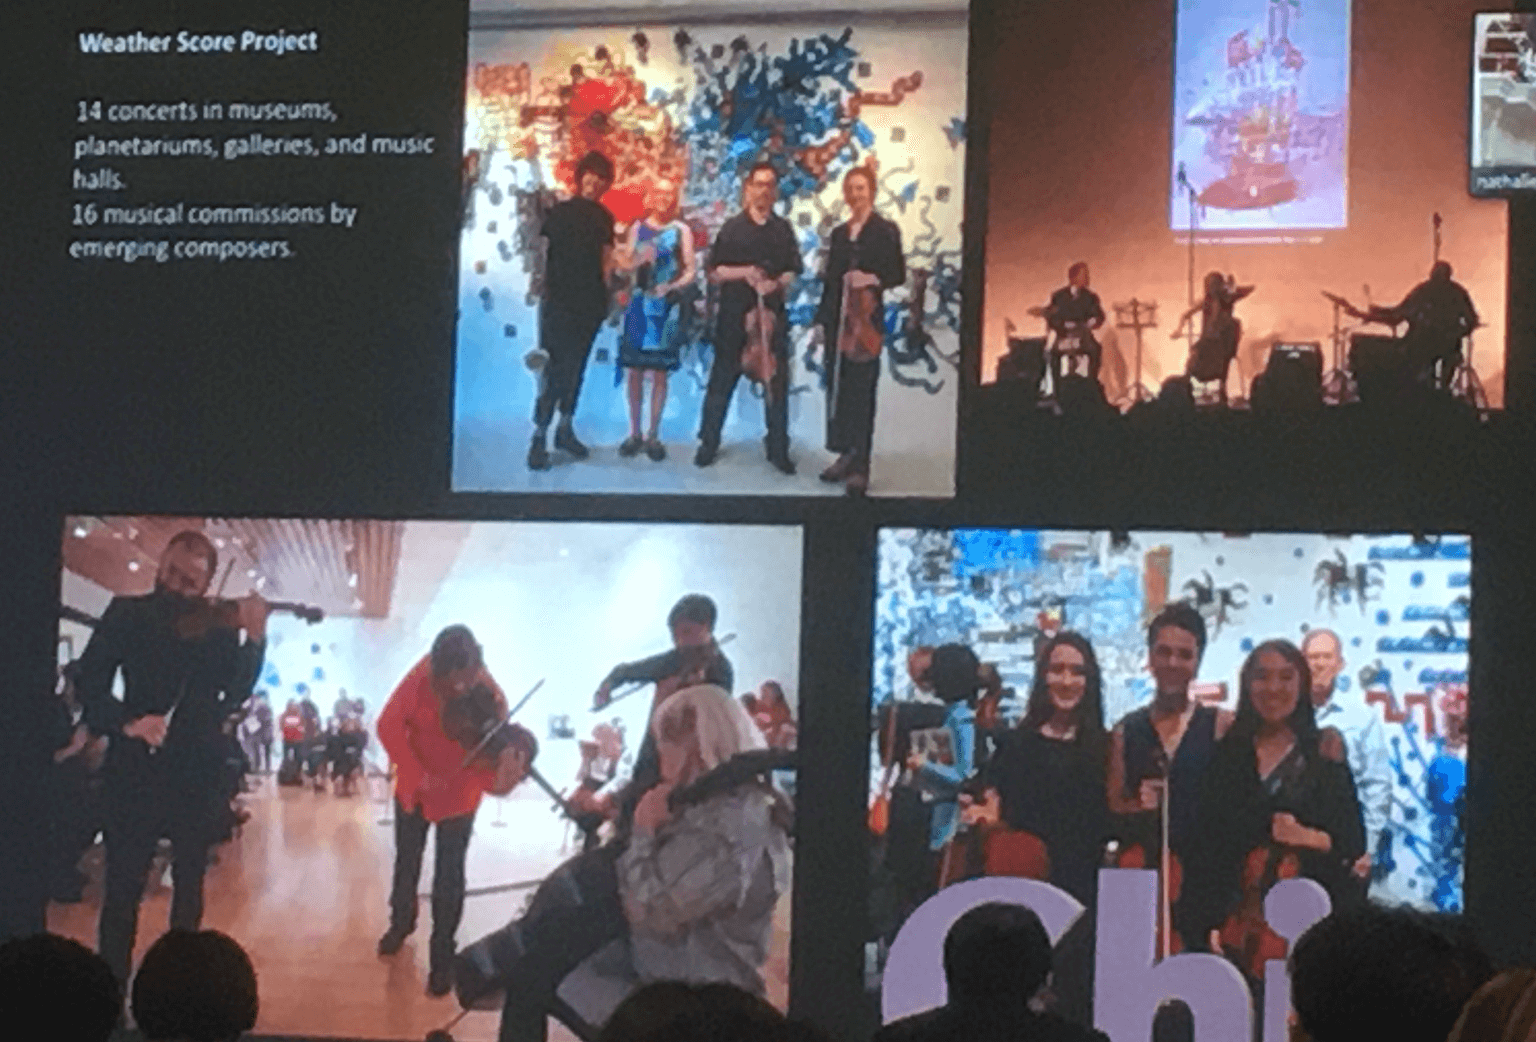 Weather Score Project
14 concerts in museums,
planetariums, galleries, and music
halls.
16 musical commissions by
emerging composers.
Chi